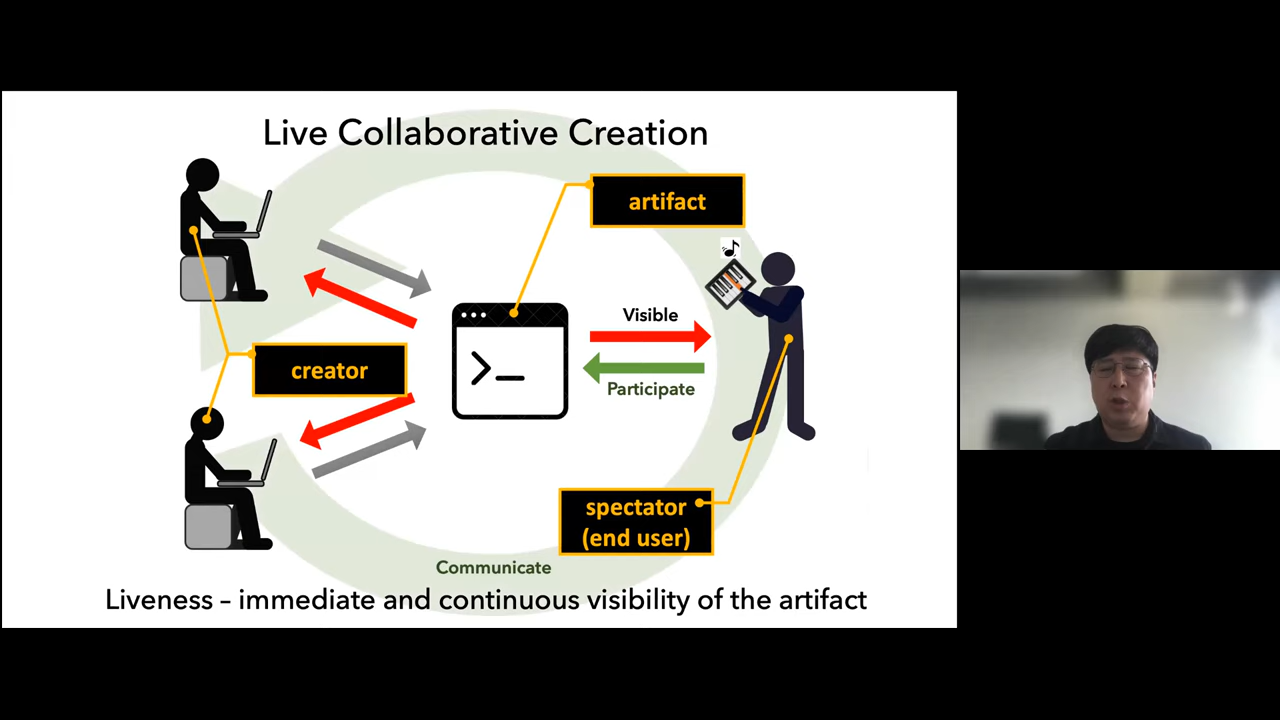 Live Collaborative Creation
artifact
Visible
creator
Participate
spectator
(end user)
Communicate
Liveness – immediate and continuous visibility of the artifact